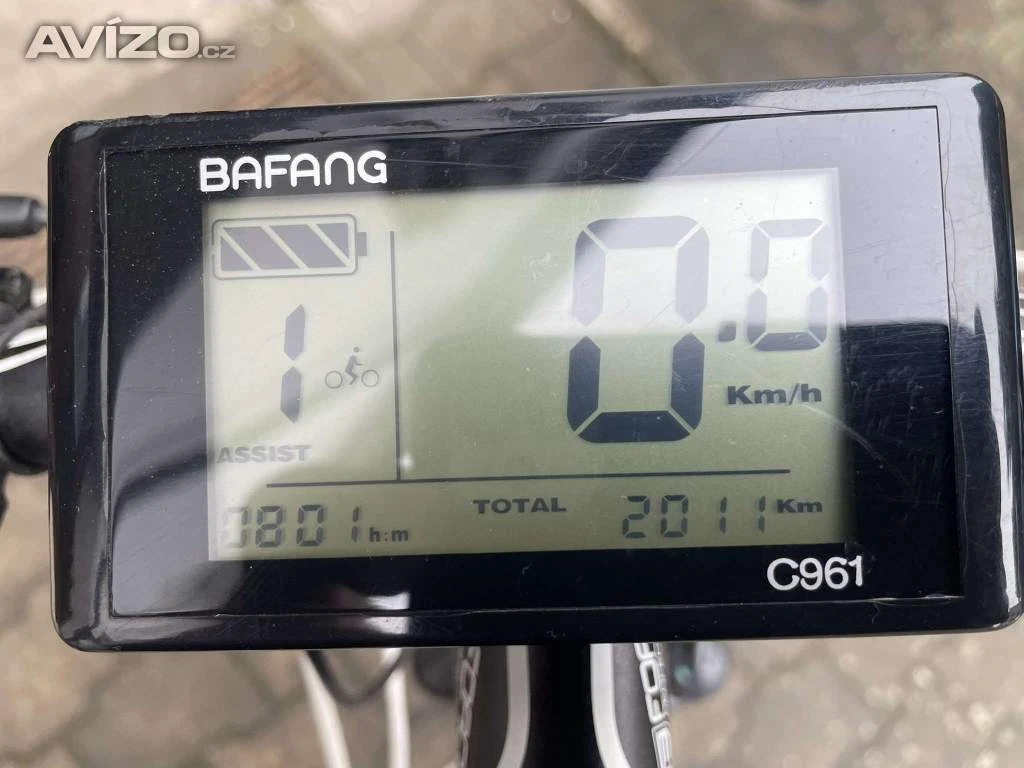 AVÍZO.cz
BAFANG
1
ASSIST
0.0
Km/h
0801 h:m
TOTAL 2011 Km
C961